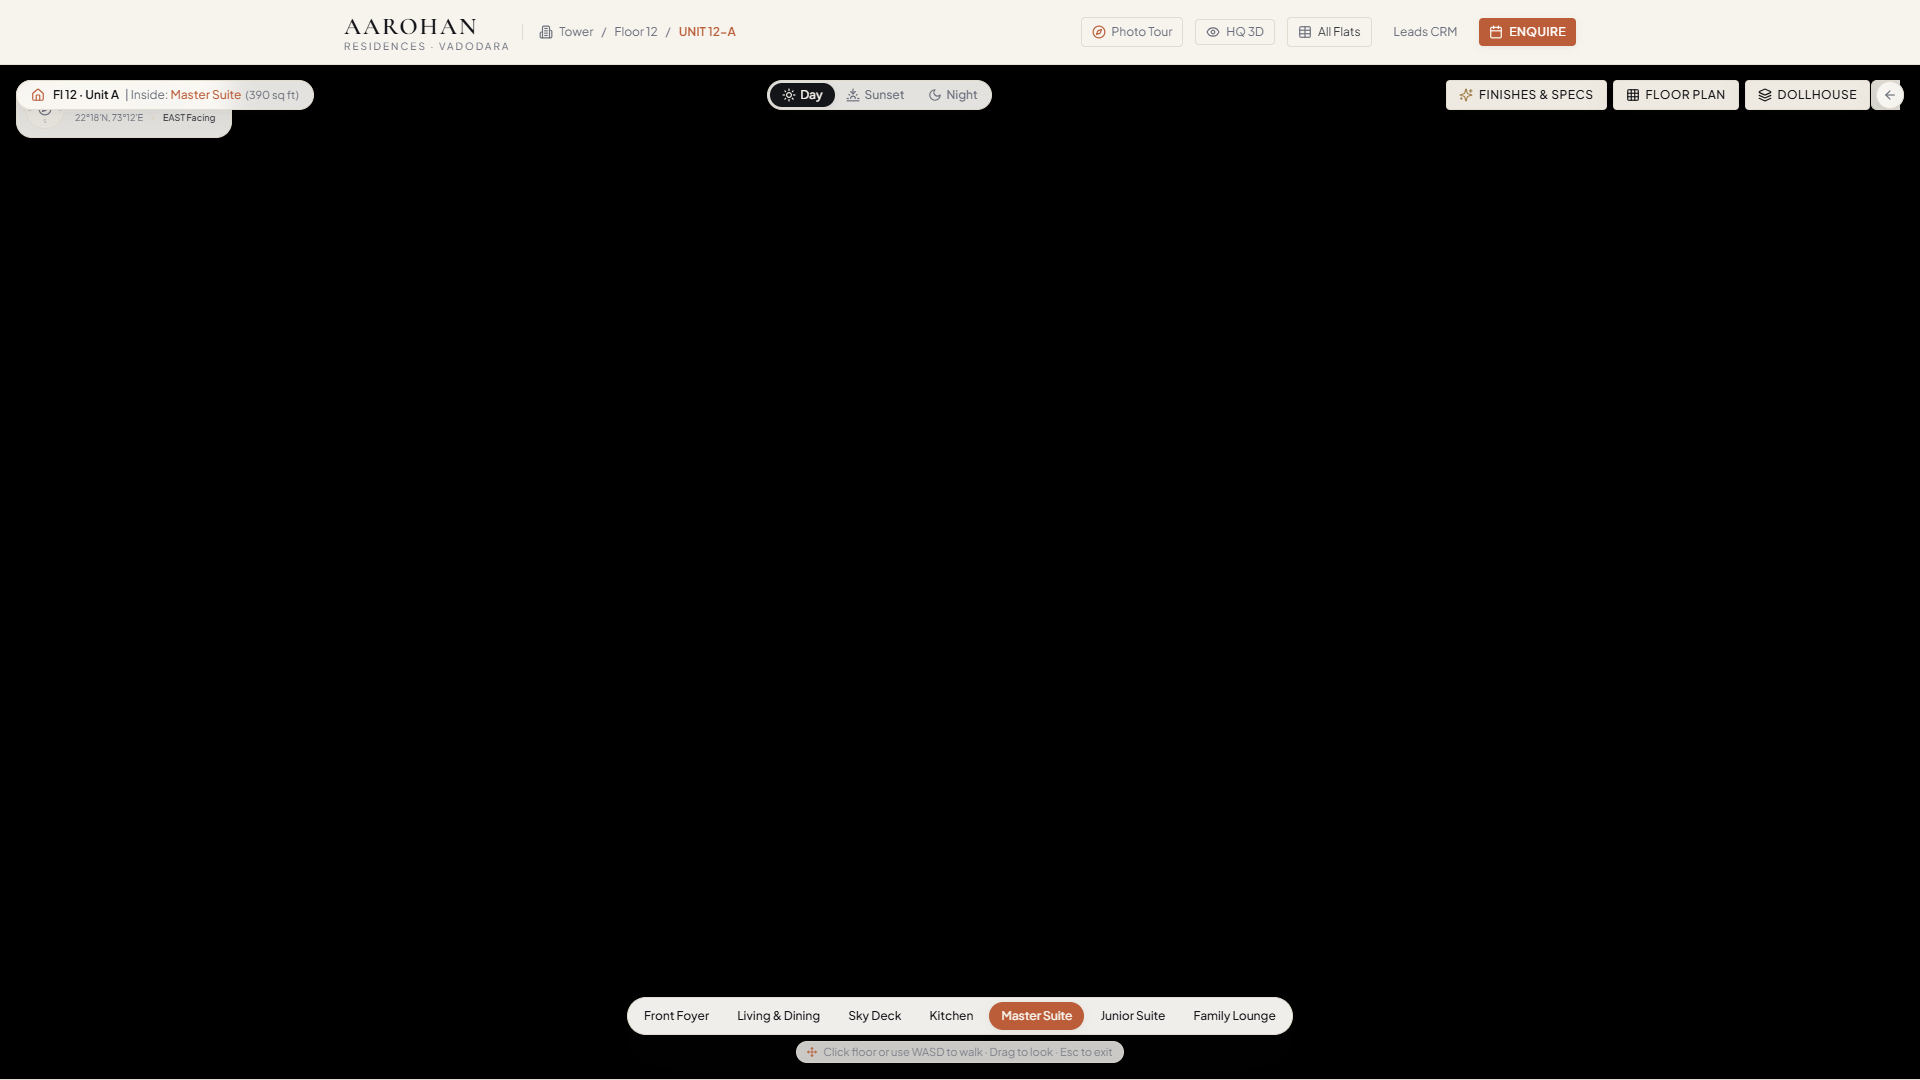 AAROHAN
RESIDENCES · VADODARA
Tower / Floor 12 / UNIT 12-A
Photo Tour
HQ 3D
All Flats
Leads CRM
ENQUIRE
Fl 12 · Unit A | Inside: Master Suite (390 sq ft)
22°18'N, 73°12'E EAST Facing
S
Day
Sunset
Night
FINISHES & SPECS
FLOOR PLAN
DOLLHOUSE
Front Foyer
Living & Dining
Sky Deck
Kitchen
Master Suite
Junior Suite
Family Lounge
Click floor or use WASD to walk · Drag to look · Esc to exit